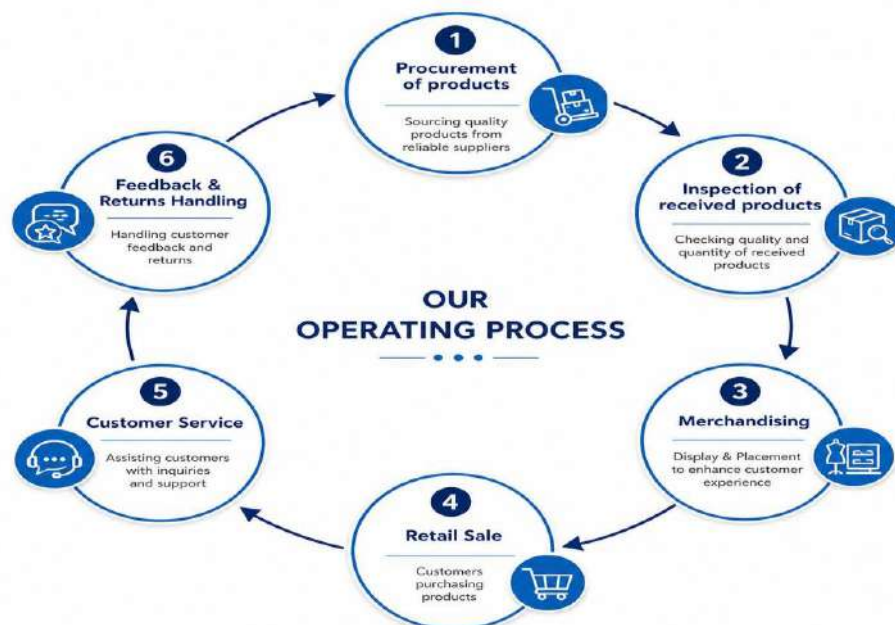 1
Procurement
of products
Sourcing quality
products from
reliable suppliers
2
Inspection of
received products
Checking quality and
quantity of received
products
3
Merchandising
Display & Placement
to enhance customer
experience
4
Retail Sale
Customers
purchasing
products
5
Customer Service
Assisting customers
with inquiries
and support
6
Feedback &
Returns Handling
Handling customer
feedback and
returns
OUR
OPERATING PROCESS